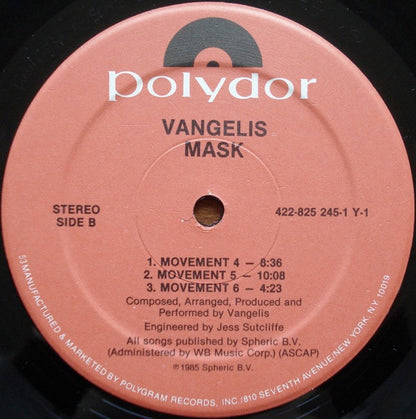 polydor
VANGELIS
MASK
STEREO
SIDE B
422-825 245-1 Y-1
1. MOVEMENT 4 – 8:36
2. MOVEMENT 5 – 10:08
3. MOVEMENT 6 – 4:23
Composed, Arranged, Produced and
Performed by Vangelis
Engineered by Jess Sutcliffe
All songs published by Spheric B.V.
(Administered by WB Music Corp.) (ASCAP)
℗ 1985 Spheric B.V.
53 MANUFACTURED & MARKETED BY POLYGRAM RECORDS, INC./810 SEVENTH AVENUE/NEW YORK, N.Y. 10019